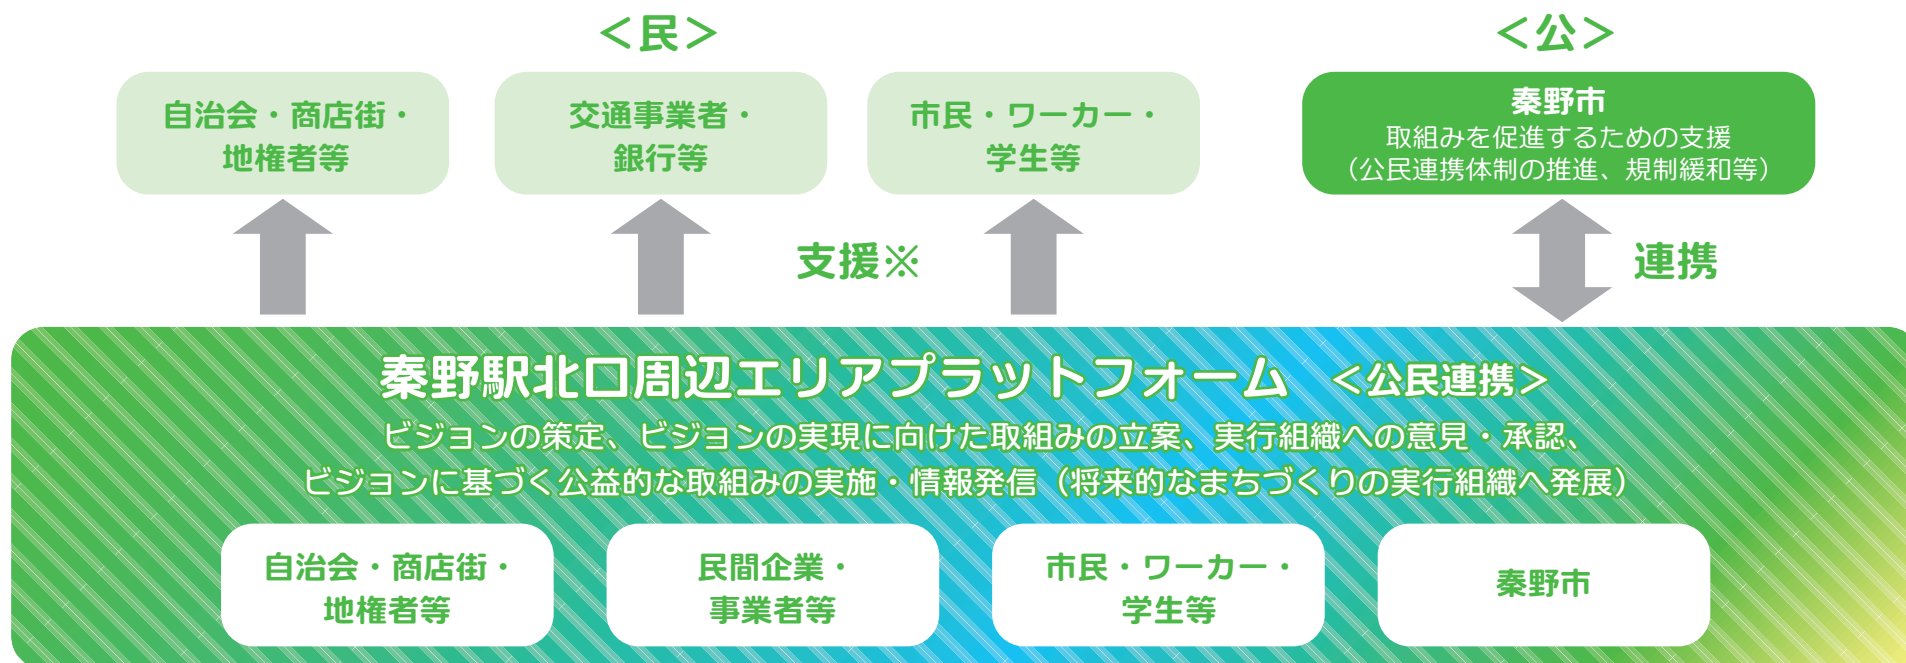 ＜民＞
＜公＞
自治会・商店街・
地権者等
交通事業者・
銀行等
市民・ワーカー・
学生等
秦野市
取組みを促進するための支援
（公民連携体制の推進、規制緩和等）
支援※
連携
秦野駅北口周辺エリアプラットフォーム ＜公民連携＞
ビジョンの策定、ビジョンの実現に向けた取組みの立案、実行組織への意見・承認、
ビジョンに基づく公益的な取組みの実施・情報発信（将来的なまちづくりの実行組織へ発展）
自治会・商店街・
地権者等
民間企業・
事業者等
市民・ワーカー・
学生等
秦野市